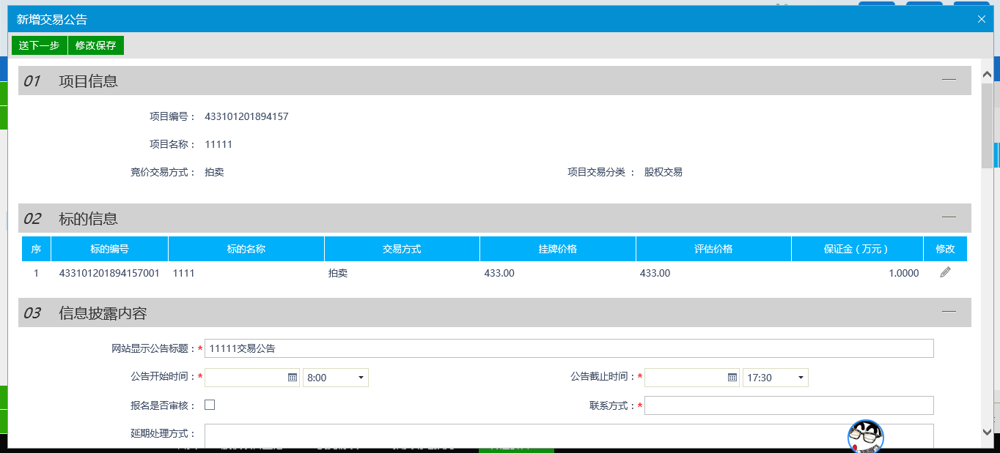 新增交易公告
送下一步 修改保存
01 项目信息
项目编号： 433101201894157
项目名称： 11111
竞价交易方式： 拍卖 项目交易分类 ： 股权交易
02 标的信息
序 标的编号 标的名称 交易方式 挂牌价格 评估价格 保证金（万元） 修改
1 433101201894157001 1111 拍卖 433.00 433.00 1.0000
03 信息披露内容
网站显示公告标题：* 11111交易公告
公告开始时间：* 8:00 公告截止时间：* 17:30
报名是否审核： 联系方式：*
延期处理方式：